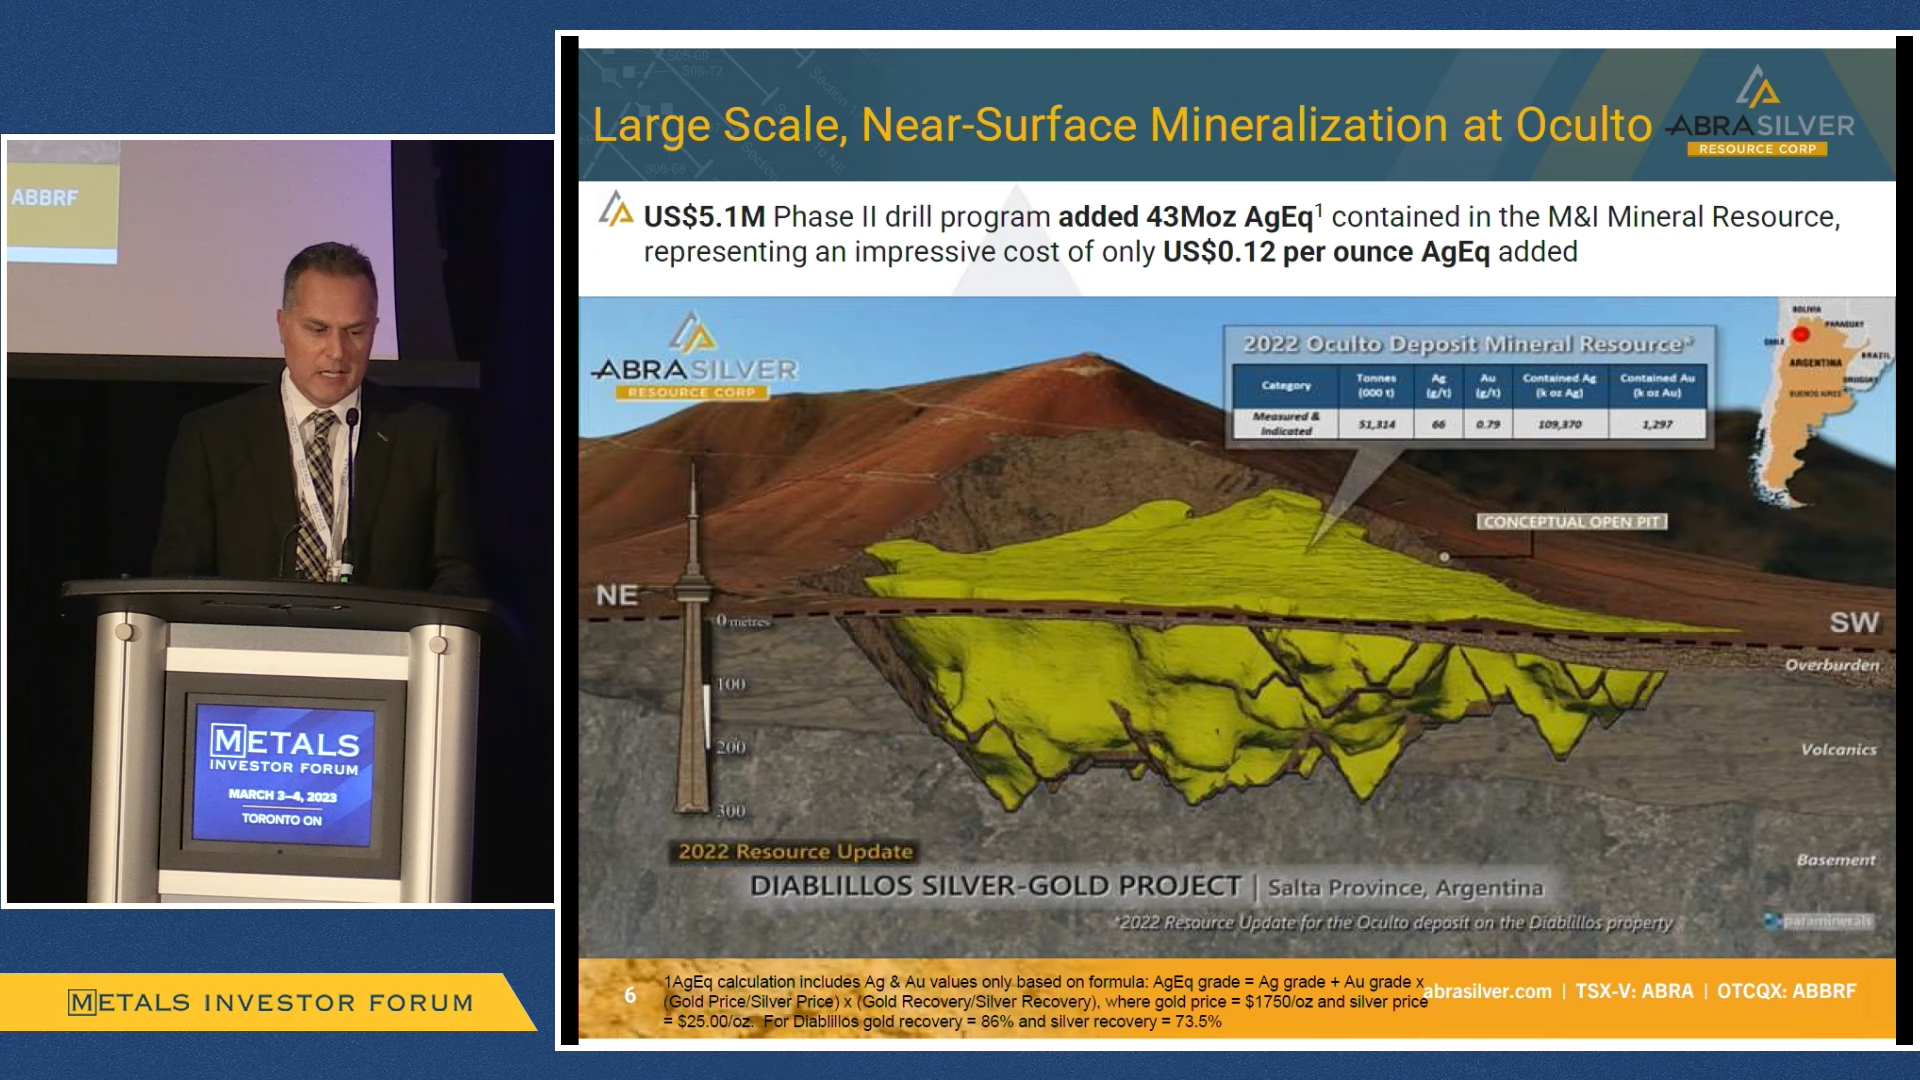 ABBRF
METALS
INVESTOR FORUM
MARCH 3–4, 2023
TORONTO ON
METALS INVESTOR FORUM
Large Scale, Near-Surface Mineralization at Oculto
ABRASILVER
RESOURCE CORP
US$5.1M Phase II drill program added 43Moz AgEq1 contained in the M&I Mineral Resource,
representing an impressive cost of only US$0.12 per ounce AgEq added
ABRASILVER
RESOURCE CORP
2022 Oculto Deposit Mineral Resource*
Category Tonnes (000 t) Ag (g/t) Au (g/t) Contained Ag (k oz Ag) Contained Au (k oz Au)
Measured & Indicated 51,314 66 0.79 109,370 1,297
BOLIVIA
PARAGUAY
CHILE
BRAZIL
ARGENTINA
URUGUAY
BUENOS AIRES
CONCEPTUAL OPEN PIT
NE
SW
0 metres
100
200
300
Overburden
Volcanics
Basement
2022 Resource Update
DIABLILLOS SILVER-GOLD PROJECT | Salta Province, Argentina
*2022 Resource Update for the Oculto deposit on the Diablillos property
paraminerals
6
1AgEq calculation includes Ag & Au values only based on formula: AgEq grade = Ag grade + Au grade x
(Gold Price/Silver Price) x (Gold Recovery/Silver Recovery), where gold price = $1750/oz and silver price
= $25.00/oz. For Diablillos gold recovery = 86% and silver recovery = 73.5%
abrasilver.com | TSX-V: ABRA | OTCQX: ABBRF